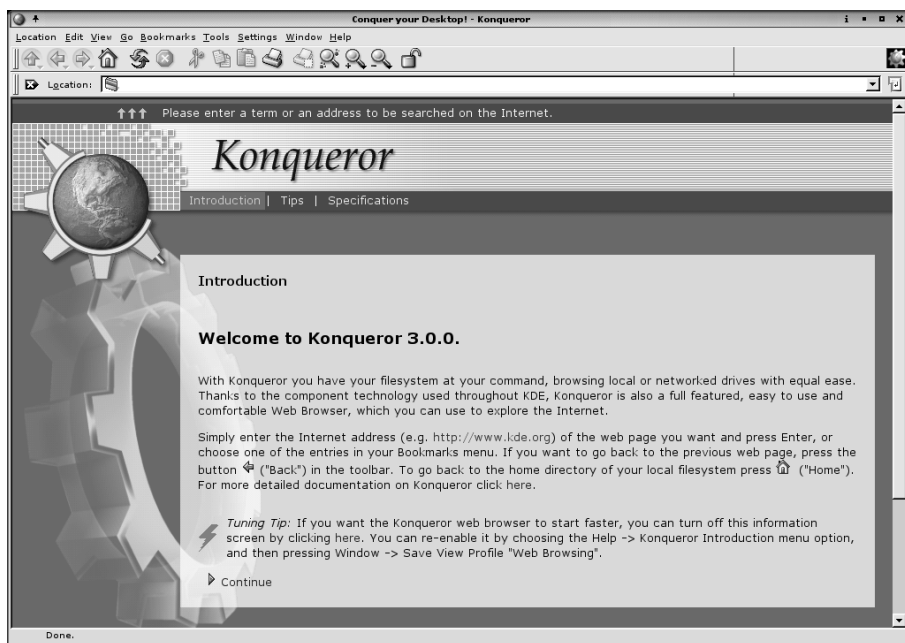 Conquer your Desktop! - Konqueror
Location Edit View Go Bookmarks Tools Settings Window Help
Location:
Please enter a term or an address to be searched on the Internet.
Konqueror
Introduction | Tips | Specifications
Introduction
Welcome to Konqueror 3.0.0.
With Konqueror you have your filesystem at your command, browsing local or networked drives with equal ease.
Thanks to the component technology used throughout KDE, Konqueror is also a full featured, easy to use and
comfortable Web Browser, which you can use to explore the Internet.
Simply enter the Internet address (e.g. http://www.kde.org) of the web page you want and press Enter, or
choose one of the entries in your Bookmarks menu. If you want to go back to the previous web page, press the
button ("Back") in the toolbar. To go back to the home directory of your local filesystem press ("Home").
For more detailed documentation on Konqueror click here.
Tuning Tip: If you want the Konqueror web browser to start faster, you can turn off this information
screen by clicking here. You can re-enable it by choosing the Help -> Konqueror Introduction menu option,
and then pressing Window -> Save View Profile "Web Browsing".
Continue
Done.